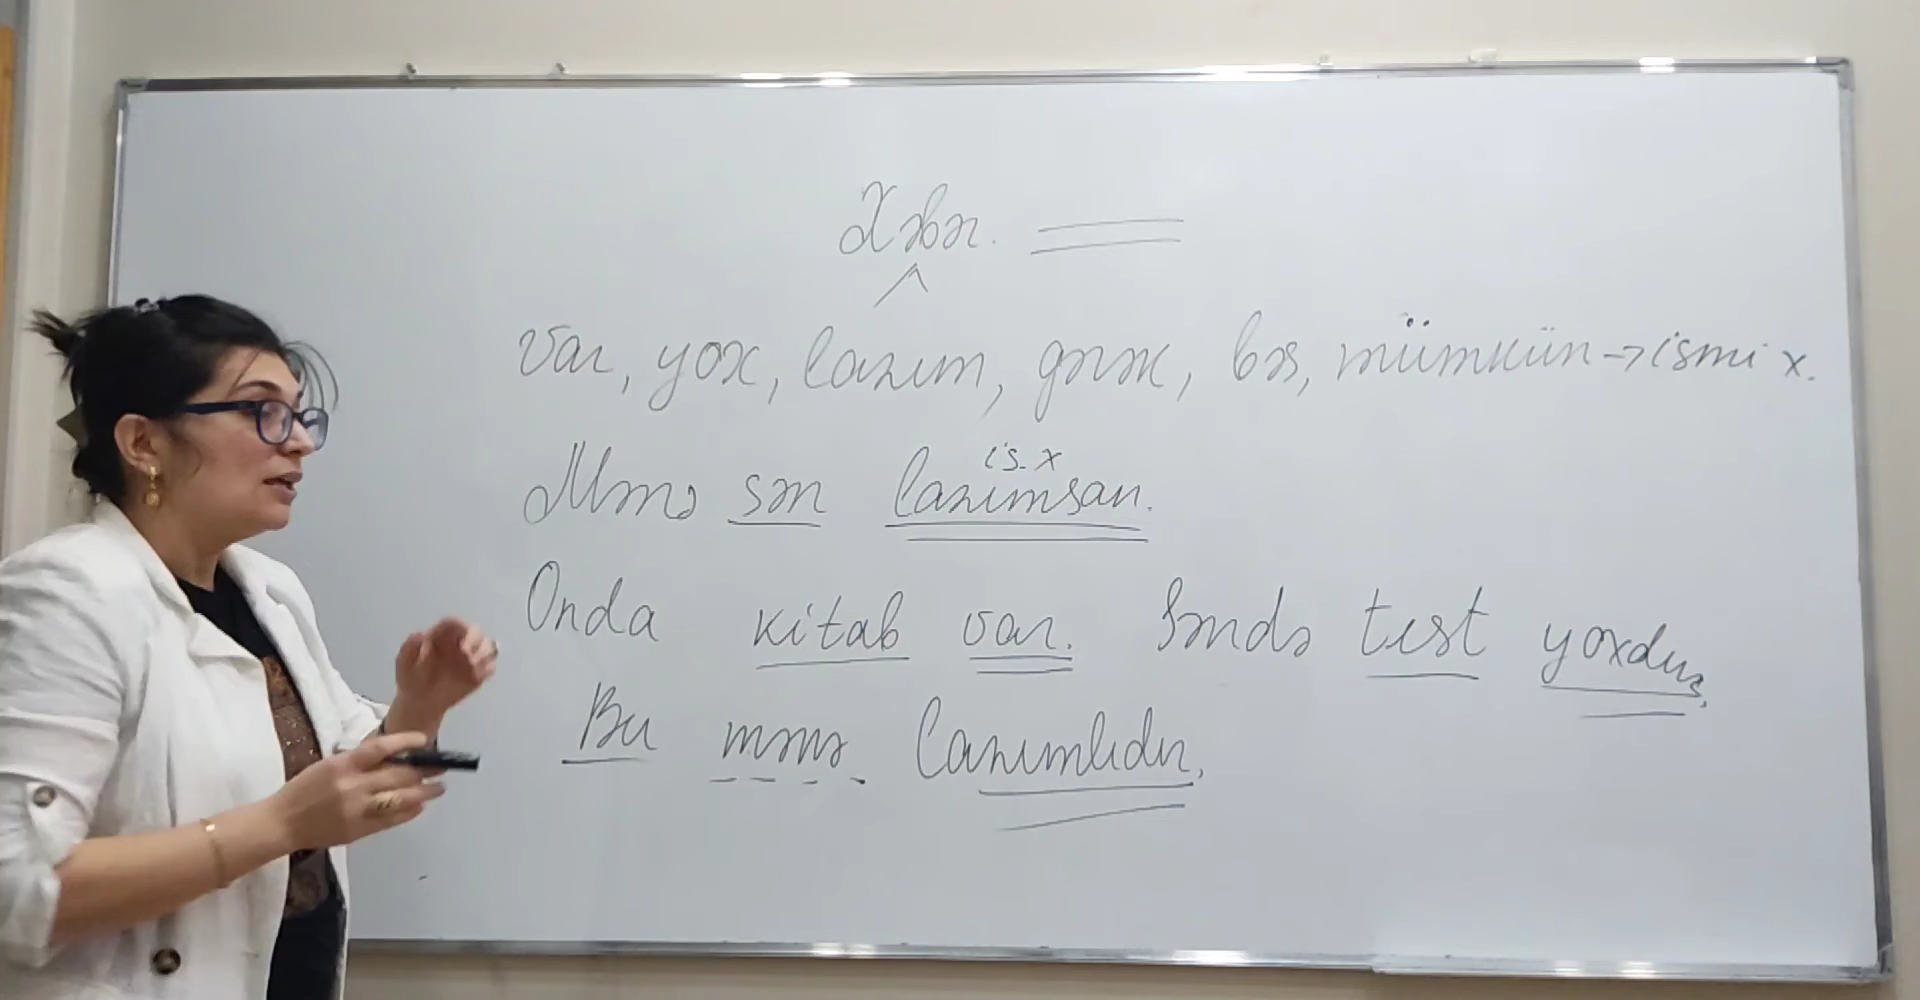 Xəbər.
Var, yox, lazım, gərək, bəs, mümkün → ismi x.
is. x
Mənə sən lazımsan.
Onda kitab var. Səndə test yoxdur.
Bu mənə lazımlıdır.